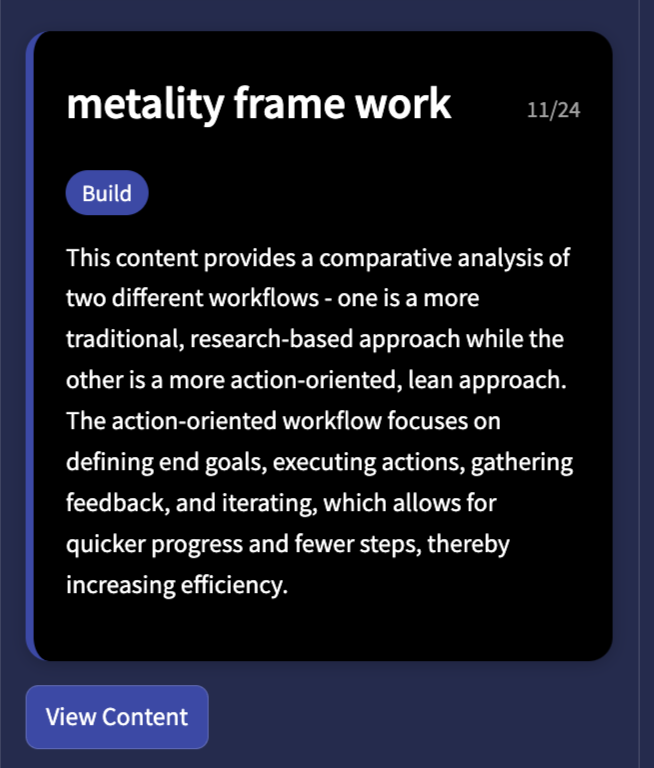 metality frame work
11/24
Build
This content provides a comparative analysis of
two different workflows - one is a more
traditional, research-based approach while the
other is a more action-oriented, lean approach.
The action-oriented workflow focuses on
defining end goals, executing actions, gathering
feedback, and iterating, which allows for
quicker progress and fewer steps, thereby
increasing efficiency.
View Content